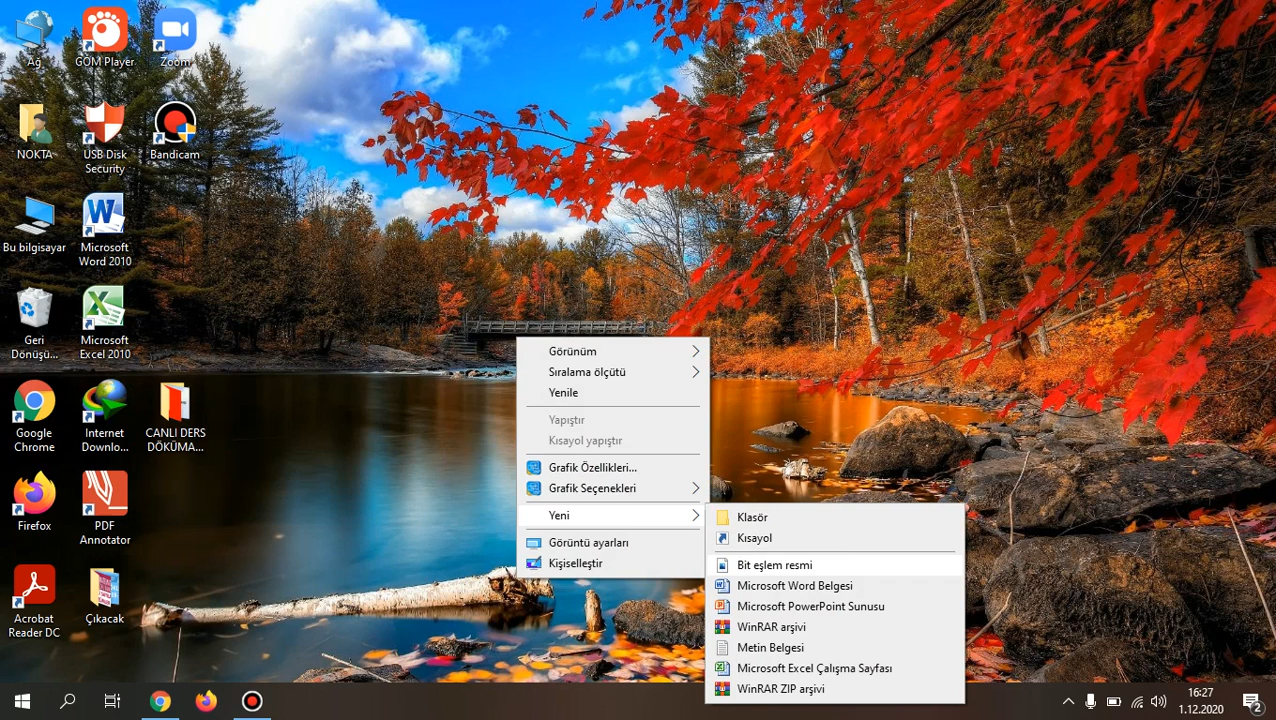 Ağ
GOM Player
Zoom
NOKTA
USB Disk
Security
Bandicam
Bu bilgisayar
Microsoft
Word 2010
Geri
Dönüşü...
Microsoft
Excel 2010
Google
Chrome
Internet
Downlo...
CANLI DERS
DÖKÜMA...
Firefox
PDF
Annotator
Acrobat
Reader DC
Çıkacak
Görünüm
Sıralama ölçütü
Yenile
Yapıştır
Kısayol yapıştır
Grafik Özellikleri...
Grafik Seçenekleri
Yeni
Görüntü ayarları
Kişiselleştir
Klasör
Kısayol
Bit eşlem resmi
Microsoft Word Belgesi
Microsoft PowerPoint Sunusu
WinRAR arşivi
Metin Belgesi
Microsoft Excel Çalışma Sayfası
WinRAR ZIP arşivi
16:27
1.12.2020
2